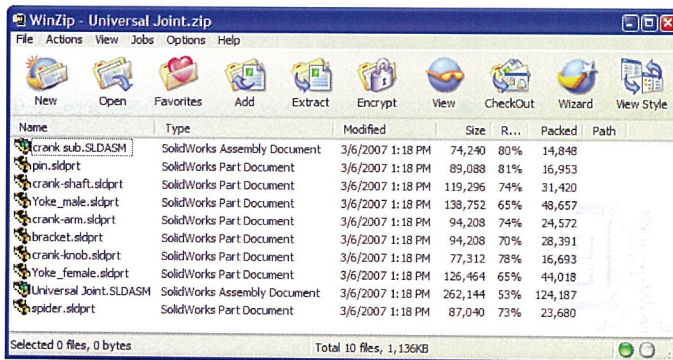 WinZip - Universal Joint.zip
File Actions View Jobs Options Help
New Open Favorites Add Extract Encrypt View CheckOut Wizard View Style
Name Type Modified Size R... Packed Path
crank sub.SLDASM SolidWorks Assembly Document 3/6/2007 1:18 PM 74,240 80% 14,848
pin.sldprt SolidWorks Part Document 3/6/2007 1:18 PM 89,088 81% 16,953
crank-shaft.sldprt SolidWorks Part Document 3/6/2007 1:18 PM 119,296 74% 31,420
Yoke_male.sldprt SolidWorks Part Document 3/6/2007 1:18 PM 138,752 65% 48,657
crank-arm.sldprt SolidWorks Part Document 3/6/2007 1:18 PM 94,208 74% 24,572
bracket.sldprt SolidWorks Part Document 3/6/2007 1:18 PM 94,208 70% 28,391
crank-knob.sldprt SolidWorks Part Document 3/6/2007 1:18 PM 77,312 78% 16,693
Yoke_female.sldprt SolidWorks Part Document 3/6/2007 1:18 PM 126,464 65% 44,018
Universal Joint.SLDASM SolidWorks Assembly Document 3/6/2007 1:18 PM 262,144 53% 124,187
spider.sldprt SolidWorks Part Document 3/6/2007 1:18 PM 87,040 73% 23,680
Selected 0 files, 0 bytes Total 10 files, 1,136KB